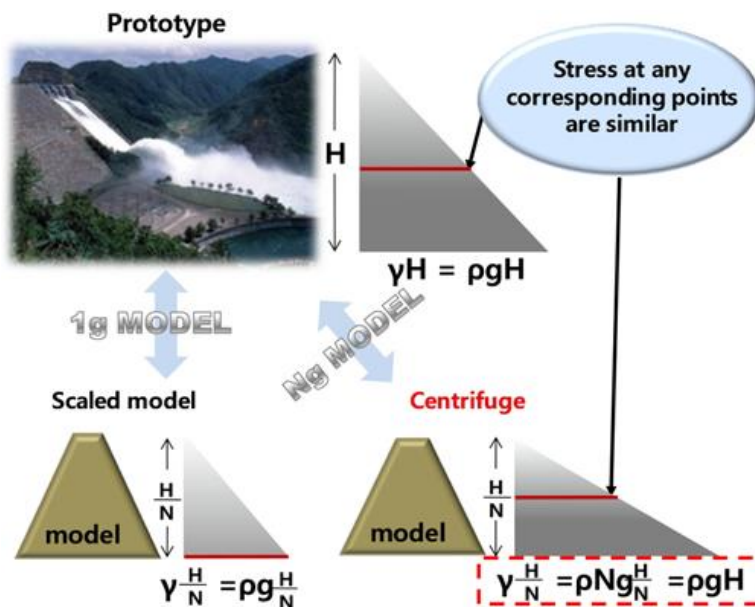 Prototype
Stress at any
corresponding points
are similar
H
γH = ρgH
1g MODEL
Ng MODEL
Scaled model
Centrifuge
H/N
model
H/N
model
γ H/N = ρg H/N
γ H/N = ρNg H/N = ρgH